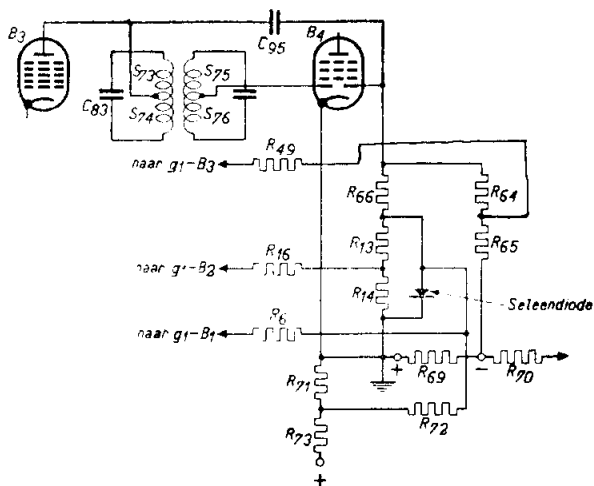 B3
C95
B4
S73
S75
C83
S74
S76
R49
naar g1-B3
R66
R64
R13
R65
R16
naar g1-B2
R14
Seleendiode
R6
naar g1-B1
+
R69
-
R70
R71
R72
R73
+